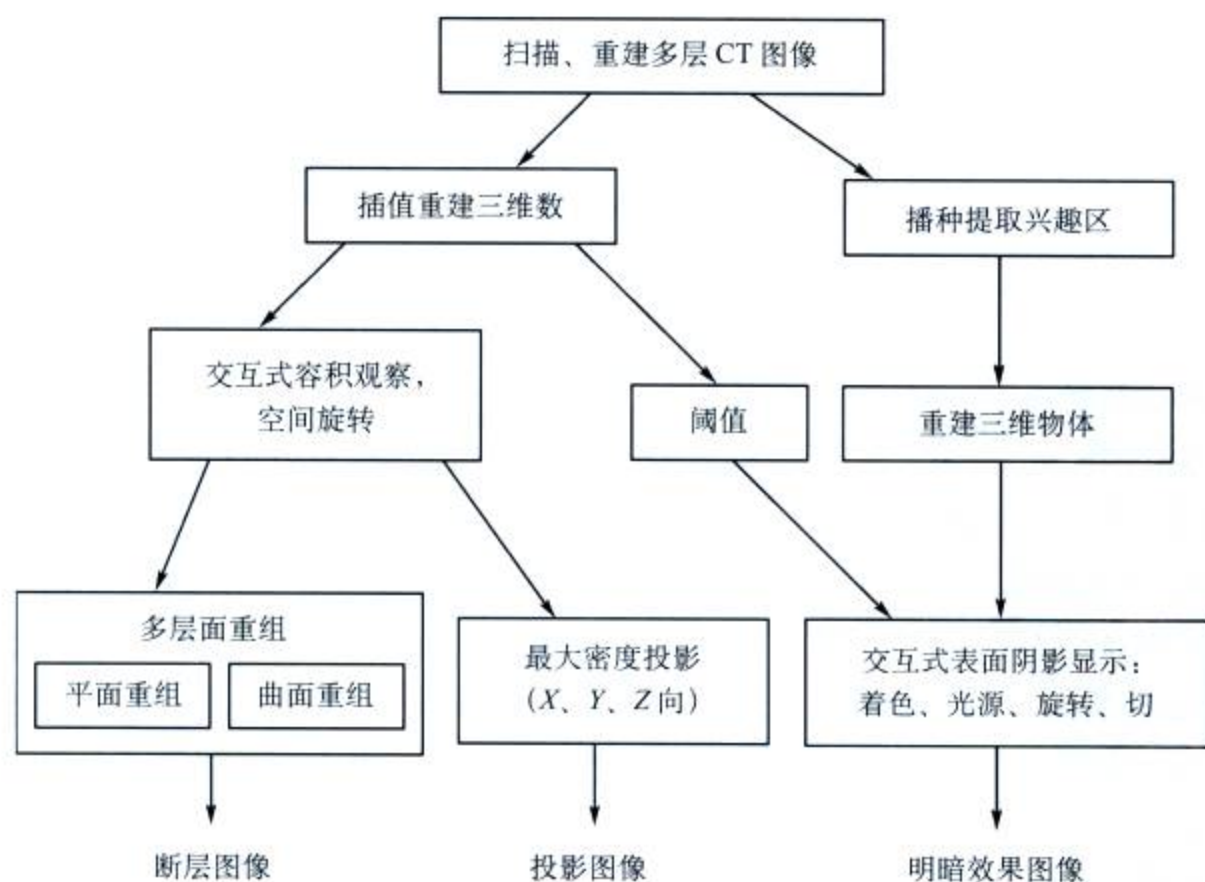 扫描、重建多层 CT 图像
插值重建三维数
播种提取兴趣区
交互式容积观察，
空间旋转
阈值
重建三维物体
多层面重组
平面重组
曲面重组
最大密度投影
（X、Y、Z 向）
交互式表面阴影显示：
着色、光源、旋转、切
断层图像
投影图像
明暗效果图像